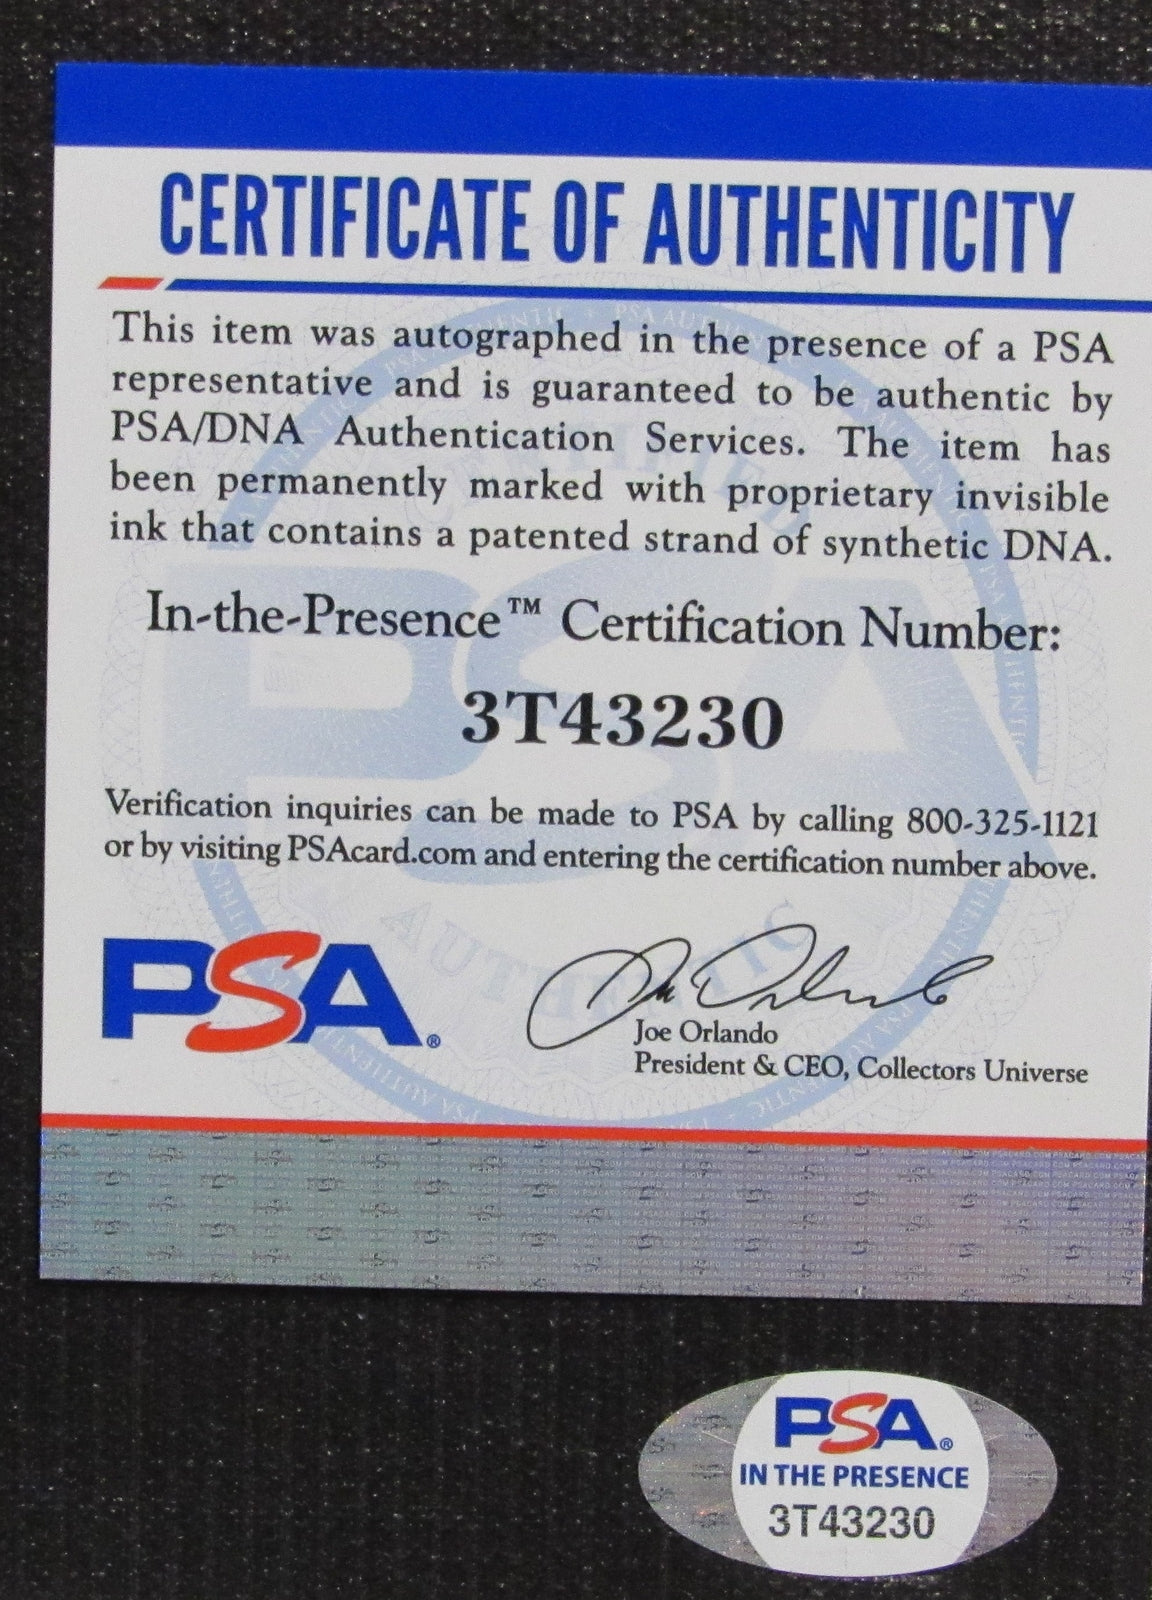 CERTIFICATE OF AUTHENTICITY
This item was autographed in the presence of a PSA
representative and is guaranteed to be authentic by
PSA/DNA Authentication Services. The item has
been permanently marked with proprietary invisible
ink that contains a patented strand of synthetic DNA.
In-the-Presence™ Certification Number:
3T43230
Verification inquiries can be made to PSA by calling 800-325-1121
or by visiting PSAcard.com and entering the certification number above.
PSA®
Joe Orlando
President & CEO, Collectors Universe
PSA®
IN THE PRESENCE
3T43230